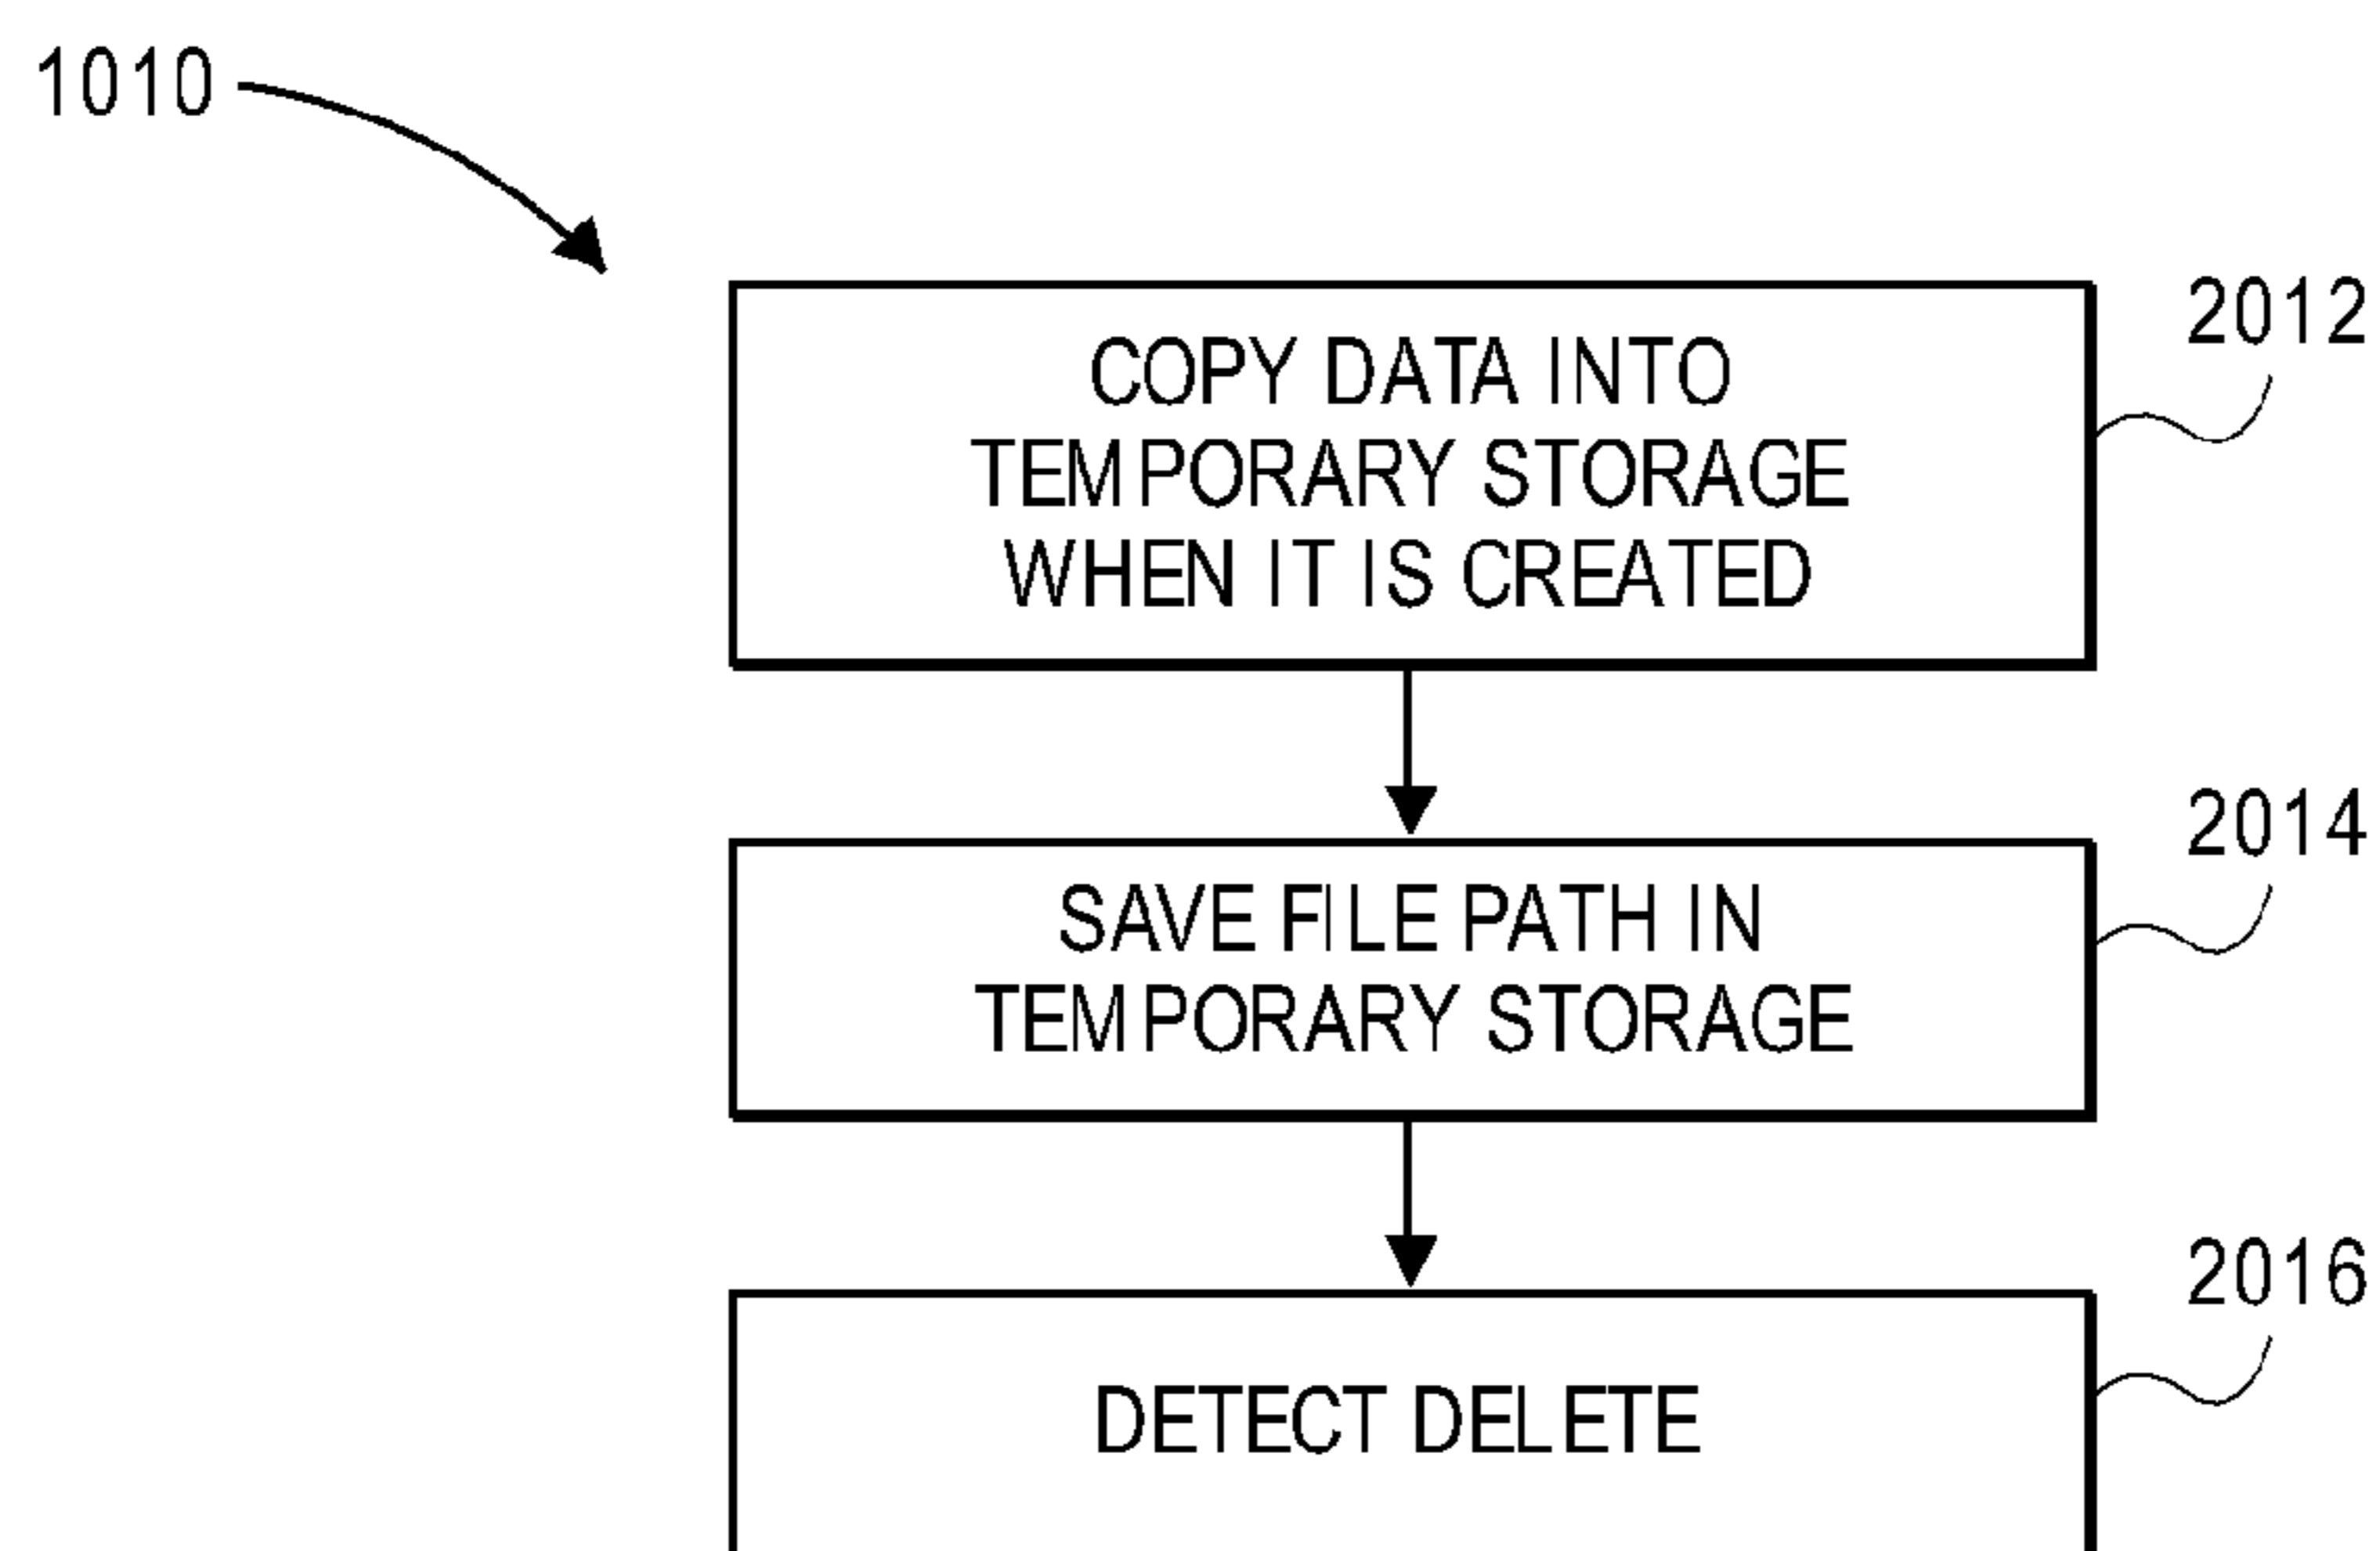 1010
2012
COPY DATA INTO
TEMPORARY STORAGE
WHEN IT IS CREATED
2014
SAVE FILE PATH IN
TEMPORARY STORAGE
2016
DETECT DELETE